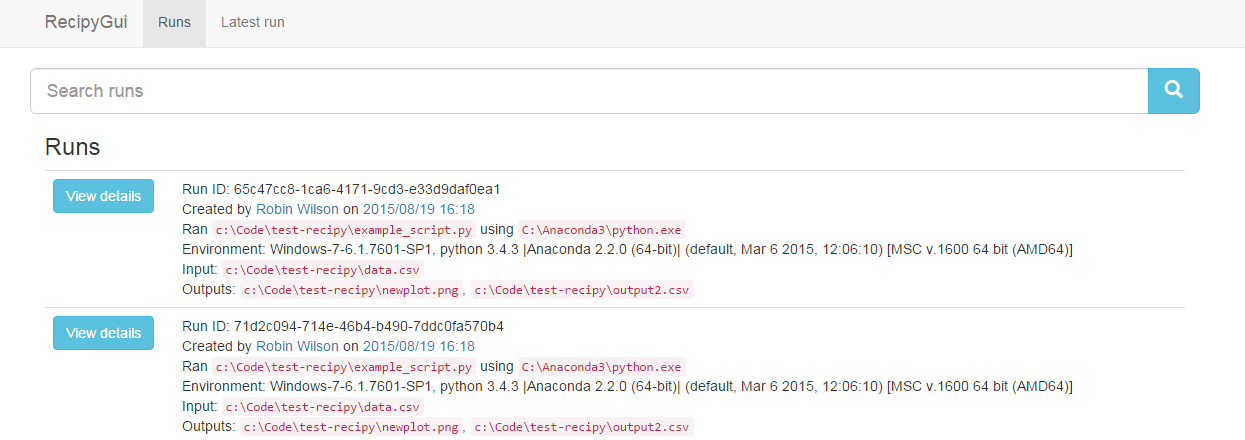 RecipyGui Runs Latest run
Search runs
Runs
View details
Run ID: 65c47cc8-1ca6-4171-9cd3-e33d9daf0ea1
Created by Robin Wilson on 2015/08/19 16:18
Ran c:\Code\test-recipy\example_script.py using C:\Anaconda3\python.exe
Environment: Windows-7-6.1.7601-SP1, python 3.4.3 |Anaconda 2.2.0 (64-bit)| (default, Mar 6 2015, 12:06:10) [MSC v.1600 64 bit (AMD64)]
Input: c:\Code\test-recipy\data.csv
Outputs: c:\Code\test-recipy\newplot.png, c:\Code\test-recipy\output2.csv
View details
Run ID: 71d2c094-714e-46b4-b490-7ddc0fa570b4
Created by Robin Wilson on 2015/08/19 16:18
Ran c:\Code\test-recipy\example_script.py using C:\Anaconda3\python.exe
Environment: Windows-7-6.1.7601-SP1, python 3.4.3 |Anaconda 2.2.0 (64-bit)| (default, Mar 6 2015, 12:06:10) [MSC v.1600 64 bit (AMD64)]
Input: c:\Code\test-recipy\data.csv
Outputs: c:\Code\test-recipy\newplot.png, c:\Code\test-recipy\output2.csv